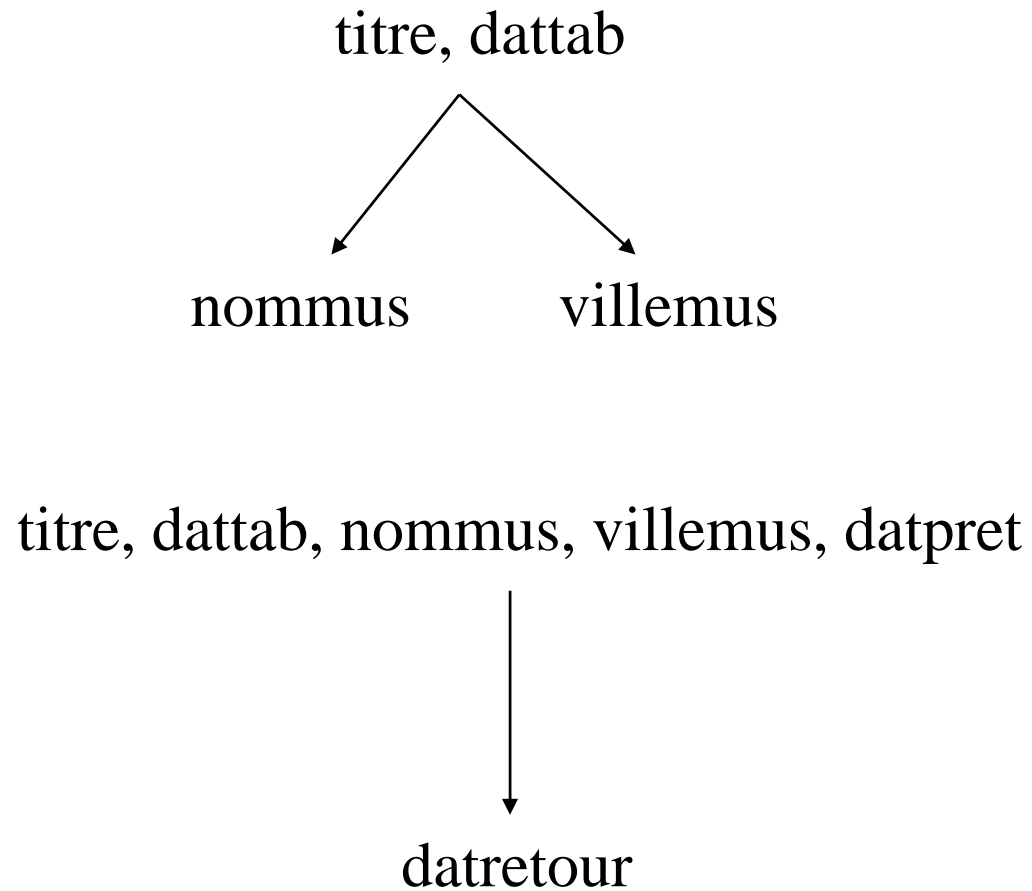 titre, dattab
nommus villemus
titre, dattab, nommus, villemus, datpret
datretour